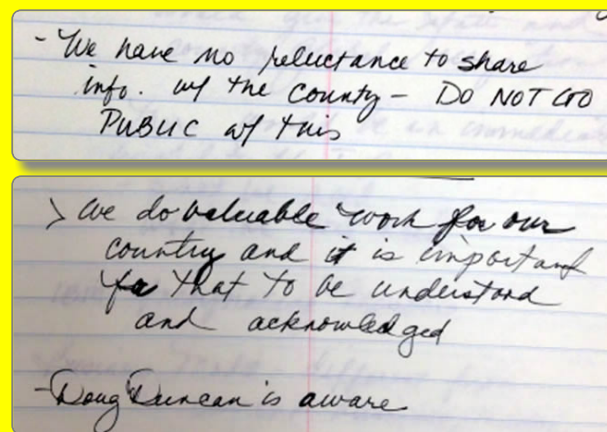 - We have no reluctance to share
info. w/ the county - DO NOT GO
PUBLIC w/ this
> We do valuable work for our
country and it is important
for that to be understood
and acknowledged
- Doug Duncan is aware